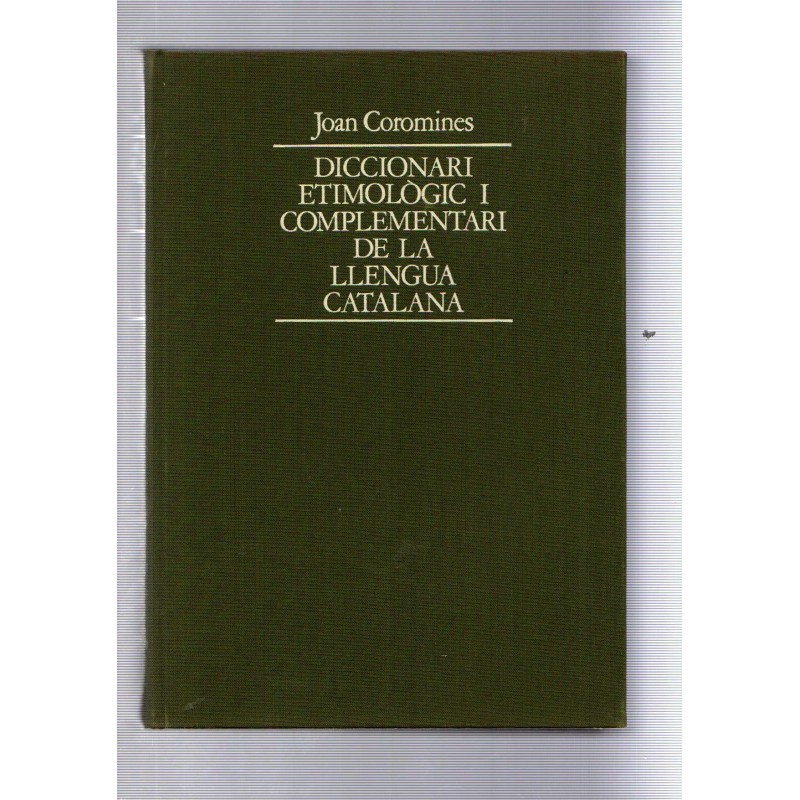 Joan Coromines
DICCIONARI
ETIMOLÒGIC I
COMPLEMENTARI
DE LA
LLENGUA
CATALANA